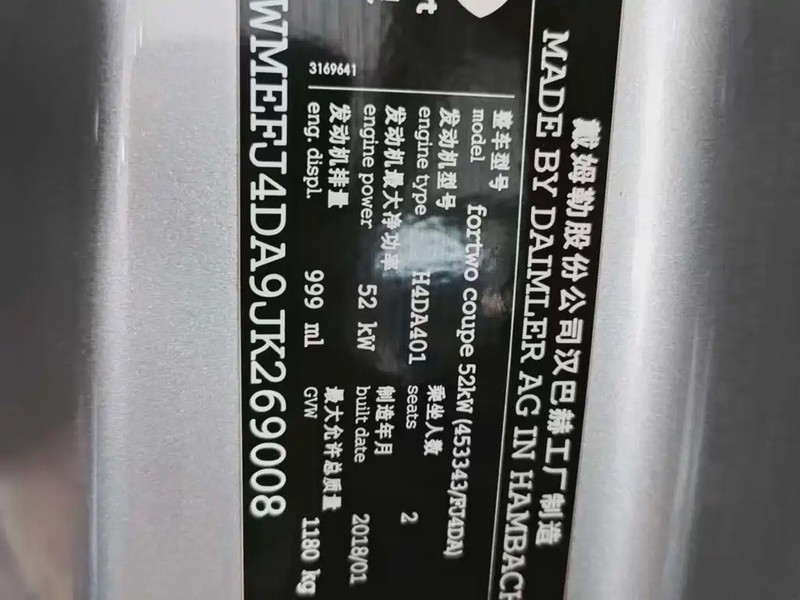 戴姆勒股份公司汉巴赫工厂制造
MADE BY DAIMLER AG IN HAMBACH
整车型号
model fortwo coupe 52kW (453343/FJ4DA)
发动机型号 乘坐人数
engine type H4DA401 seats 2
发动机最大净功率 制造年月
engine power 52 kW built date 2018/01
发动机排量 最大允许总质量
eng. displ. 999 ml GVW 1180 kg
3169641
WMEFJ4DA9JK269008